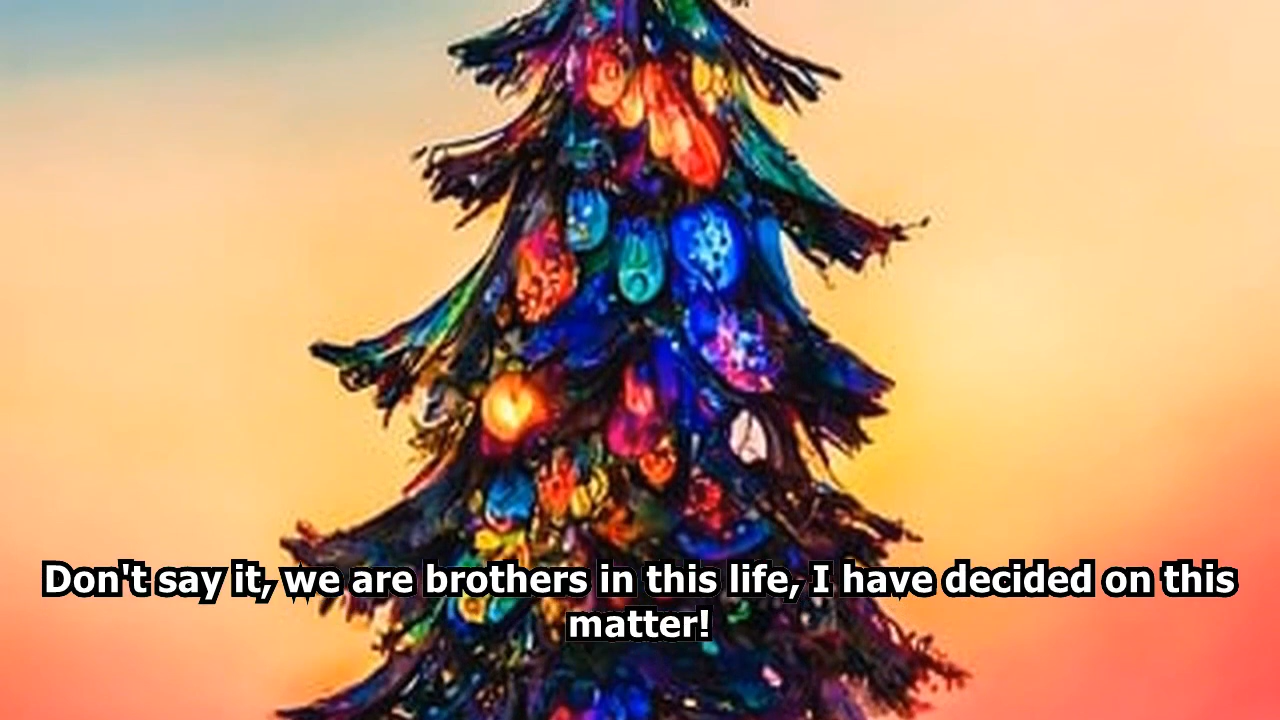 Don't say it, we are brothers in this life, I have decided on this
matter!